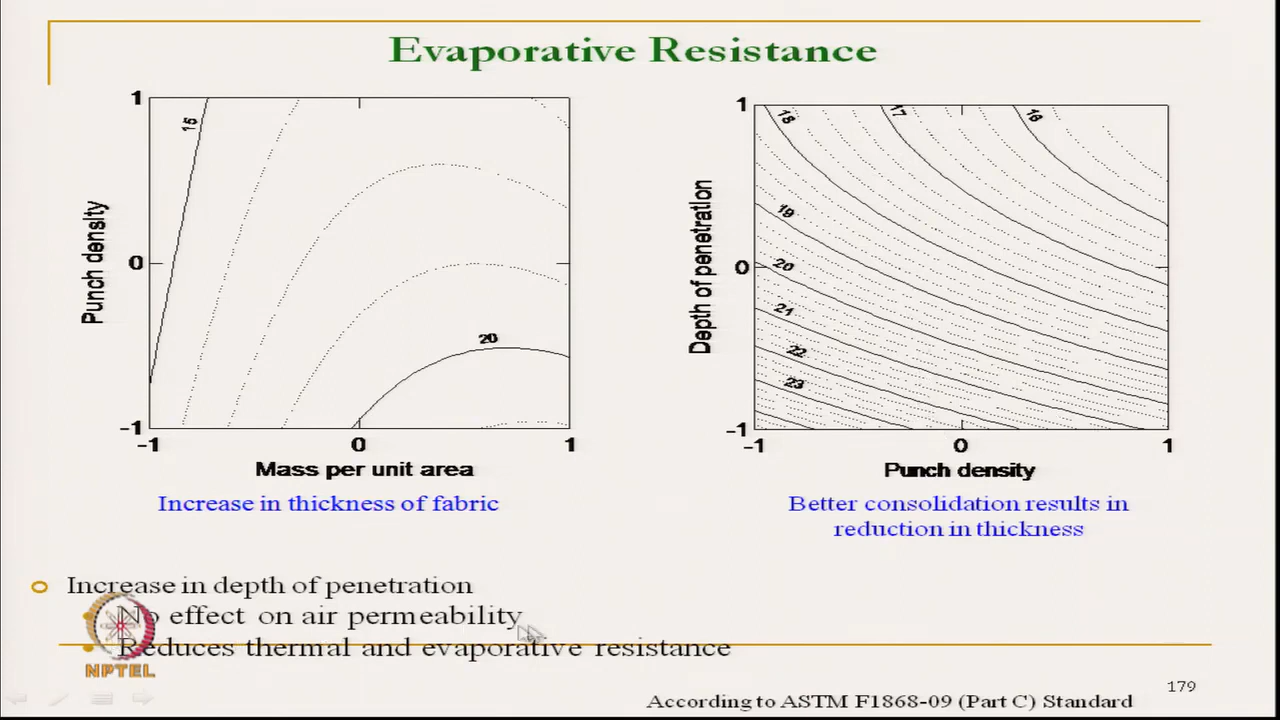 Evaporative Resistance
1
15
Punch density
0
20
-1
-1
0
1
Mass per unit area
Increase in thickness of fabric
1
18
17
16
Depth of penetration
19
0
20
21
22
23
-1
-1
0
1
Punch density
Better consolidation results in
reduction in thickness
Increase in depth of penetration
No effect on air permeability
Reduces thermal and evaporative resistance
NPTEL
179
According to ASTM F1868-09 (Part C) Standard